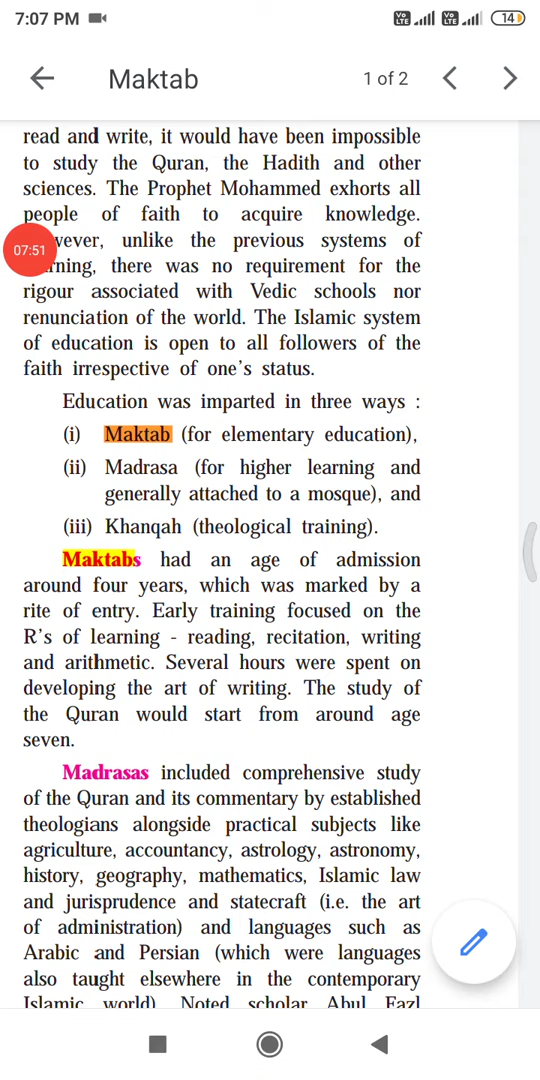 7:07 PM
Vo LTE Vo LTE 14
Maktab 1 of 2
read and write, it would have been impossible
to study the Quran, the Hadith and other
sciences. The Prophet Mohammed exhorts all
people of faith to acquire knowledge.
wever, unlike the previous systems of
07:51
ning, there was no requirement for the
rigour associated with Vedic schools nor
renunciation of the world. The Islamic system
of education is open to all followers of the
faith irrespective of one's status.
Education was imparted in three ways :
(i) Maktab (for elementary education),
(ii) Madrasa (for higher learning and
generally attached to a mosque), and
(iii) Khanqah (theological training).
Maktabs had an age of admission
around four years, which was marked by a
rite of entry. Early training focused on the
R's of learning - reading, recitation, writing
and arithmetic. Several hours were spent on
developing the art of writing. The study of
the Quran would start from around age
seven.
Madrasas included comprehensive study
of the Quran and its commentary by established
theologians alongside practical subjects like
agriculture, accountancy, astrology, astronomy,
history, geography, mathematics, Islamic law
and jurisprudence and statecraft (i.e. the art
of administration) and languages such as
Arabic and Persian (which were languages
also taught elsewhere in the contemporary
Islamic world). Noted scholar Abul Fazl